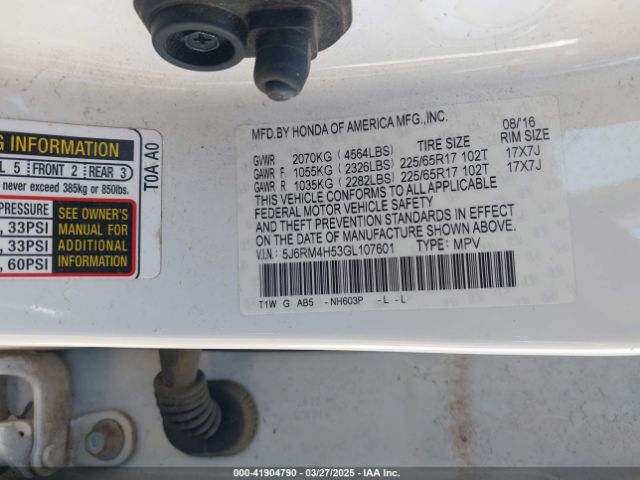 G INFORMATION
L 5 FRONT 2 REAR 3
never exceed 385kg or 850lbs.
PRESSURE
, 33PSI
, 33PSI
, 60PSI
SEE OWNER'S
MANUAL FOR
ADDITIONAL
INFORMATION
TOA A0
MFD.BY HONDA OF AMERICA MFG.,INC. 08/'16
TIRE SIZE RIM SIZE
GVWR 2070KG (4564LBS)
GAWR F 1055KG (2326LBS) 225/65R17 102T 17X7J
GAWR R 1035KG (2282LBS) 225/65R17 102T 17X7J
THIS VEHICLE CONFORMS TO ALL APPLICABLE
FEDERAL MOTOR VEHICLE SAFETY
AND THEFT PREVENTION STANDARDS IN EFFECT
ON THE DATE OF MANUFACTURE SHOWN ABOVE.
V.I.N.: 5J6RM4H53GL107601 TYPE: MPV
T1W G AB5 -NH603P -L -L
000-41904790 - 03/27/2025 - IAA Inc.